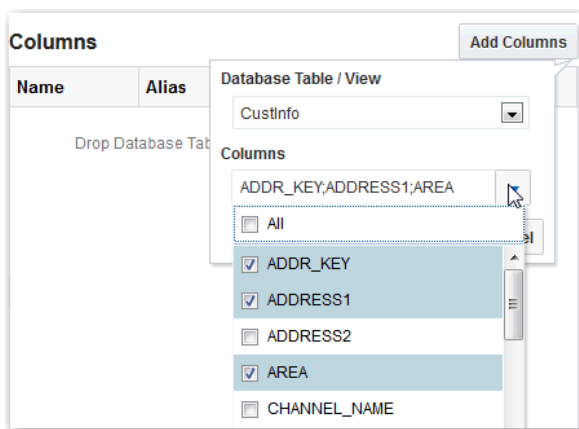 Columns
Add Columns
Name
Alias
Database Table / View
CustInfo
Drop Database Tab
Columns
ADDR_KEY;ADDRESS1;AREA
All
el
ADDR_KEY
ADDRESS1
ADDRESS2
AREA
CHANNEL_NAME